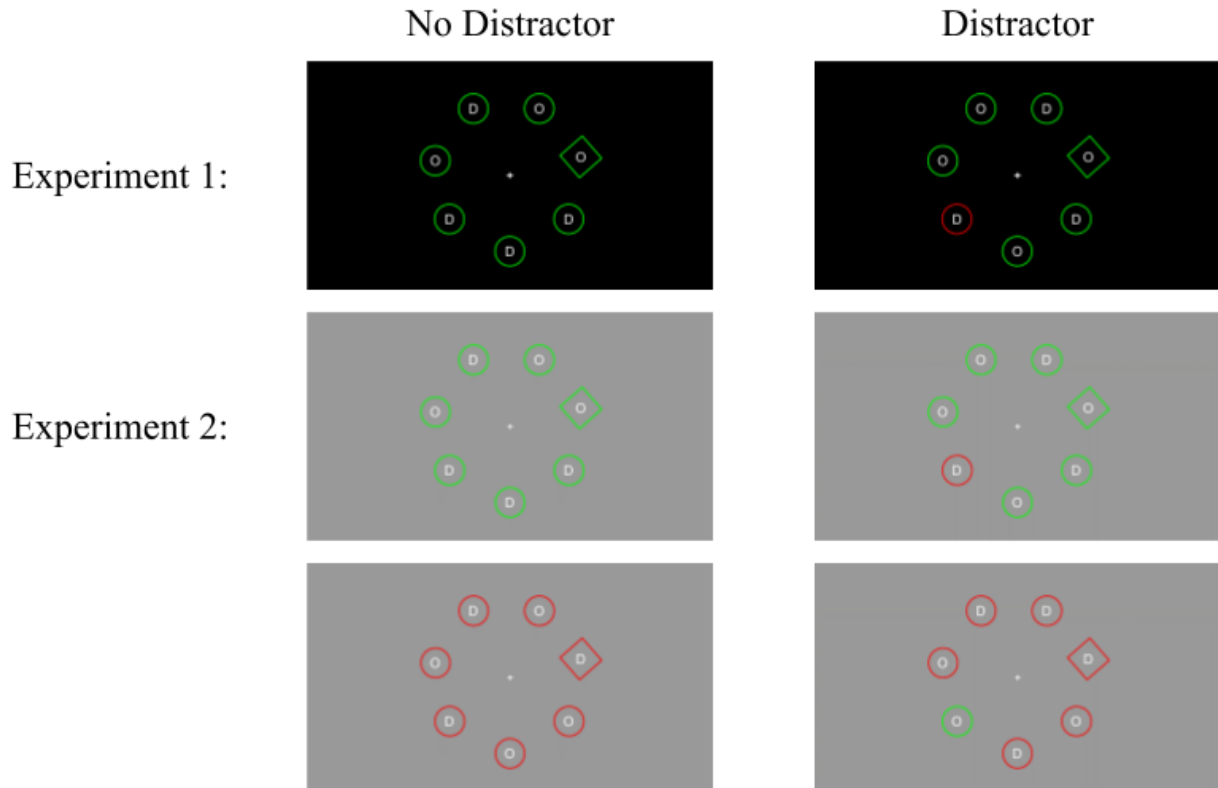 No Distractor Distractor
D O O D
O O O O
Experiment 1:
D D D D
D O
D O O D
O O O O
Experiment 2:
D D D D
D O
D O D D
O D O D
D O O O
O D